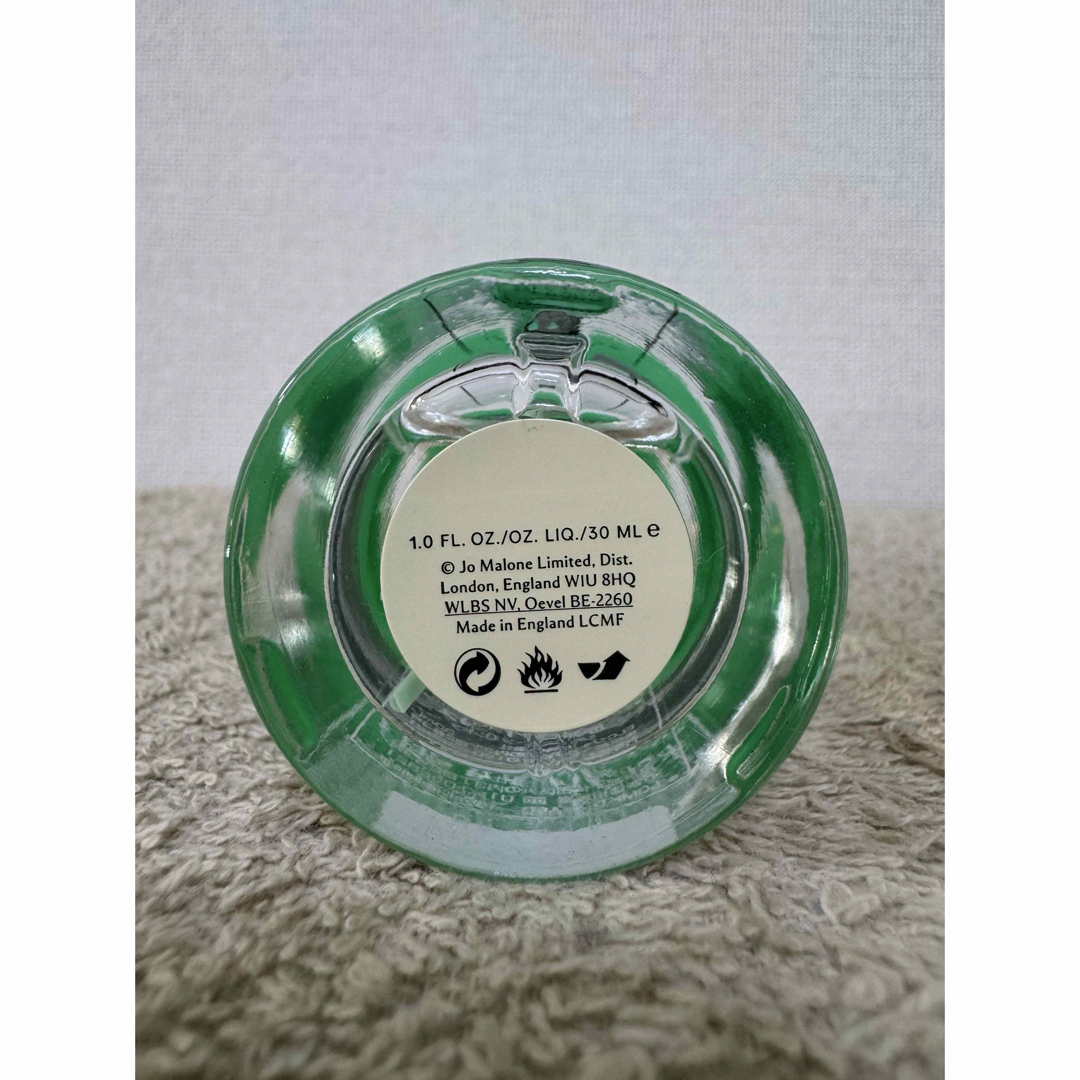 1.0 FL. OZ./OZ. LIQ./30 ML ℮
© Jo Malone Limited, Dist.
London, England W1U 8HQ
WLBS NV, Oevel BE-2260
Made in England LCMF